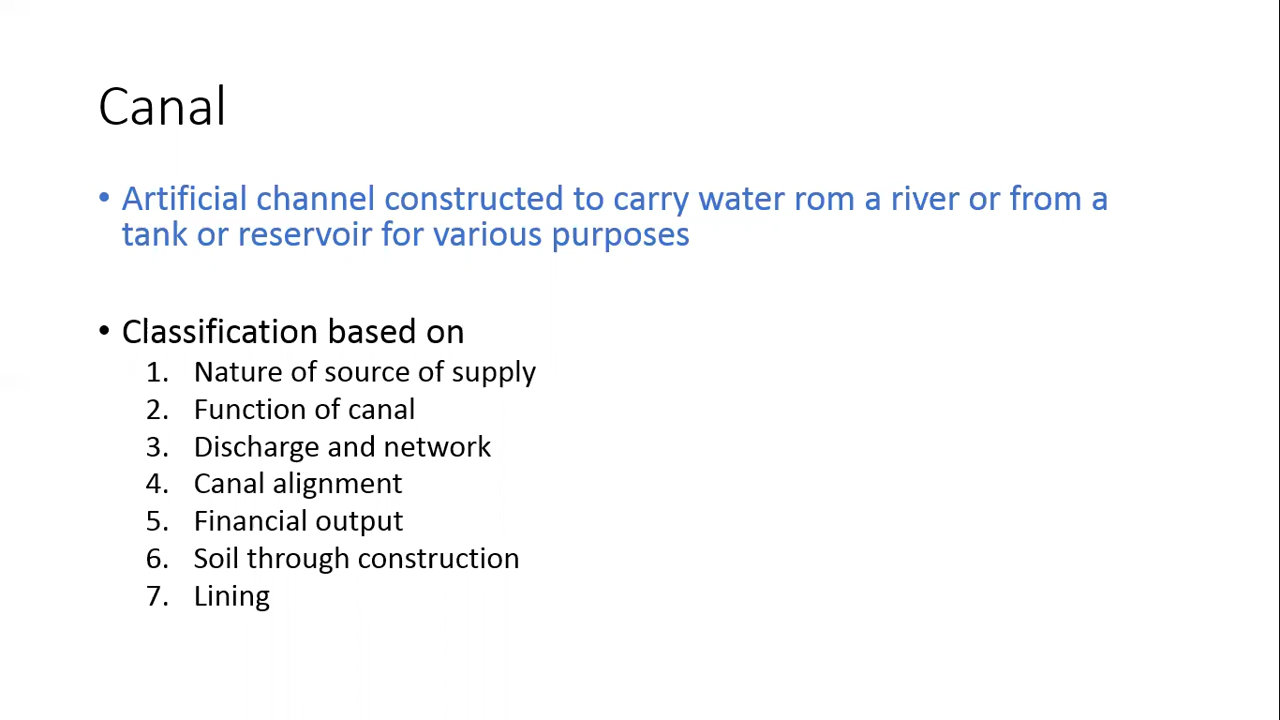 Canal
• Artificial channel constructed to carry water rom a river or from a
tank or reservoir for various purposes
• Classification based on
1. Nature of source of supply
2. Function of canal
3. Discharge and network
4. Canal alignment
5. Financial output
6. Soil through construction
7. Lining